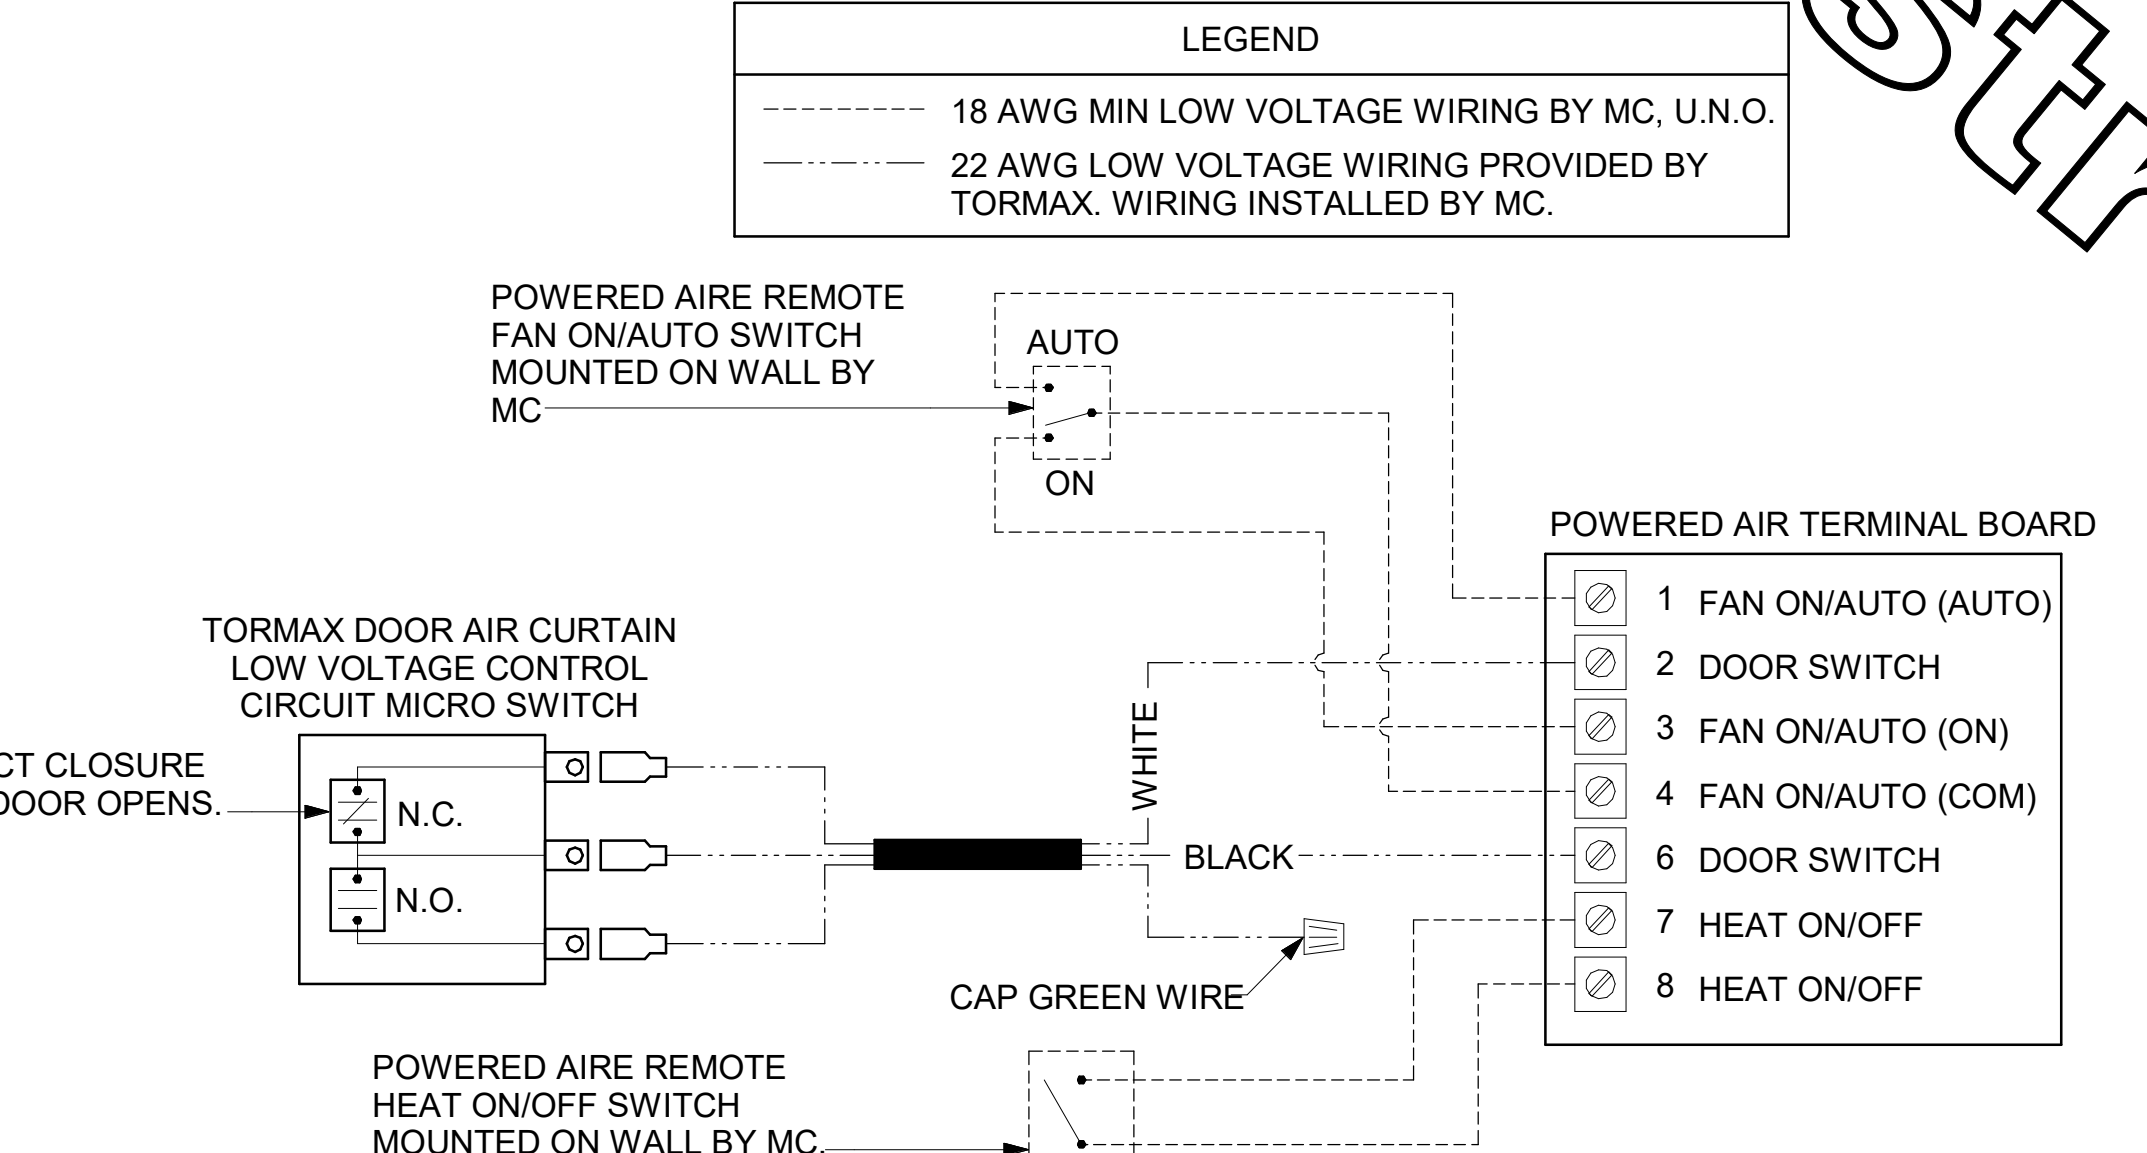 LEGEND
18 AWG MIN LOW VOLTAGE WIRING BY MC, U.N.O.
22 AWG LOW VOLTAGE WIRING PROVIDED BY
TORMAX. WIRING INSTALLED BY MC.
POWERED AIRE REMOTE
FAN ON/AUTO SWITCH
MOUNTED ON WALL BY
MC
AUTO
ON
POWERED AIR TERMINAL BOARD
1 FAN ON/AUTO (AUTO)
2 DOOR SWITCH
3 FAN ON/AUTO (ON)
4 FAN ON/AUTO (COM)
6 DOOR SWITCH
7 HEAT ON/OFF
8 HEAT ON/OFF
TORMAX DOOR AIR CURTAIN
LOW VOLTAGE CONTROL
CIRCUIT MICRO SWITCH
CT CLOSURE
DOOR OPENS.
N.C.
N.O.
WHITE
BLACK
CAP GREEN WIRE
POWERED AIRE REMOTE
HEAT ON/OFF SWITCH
MOUNTED ON WALL BY MC.